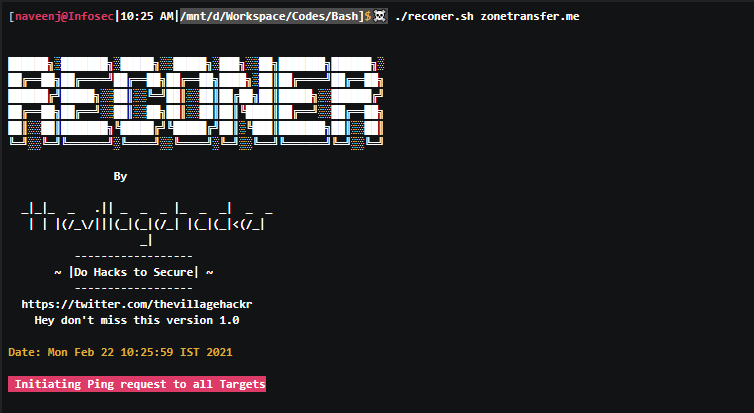 [naveenj@Infosec|10:25 AM|/mnt/d/Workspace/Codes/Bash]$☠ ./reconer.sh zonetransfer.me
RECONER
By
thevillagehacker
------------------
~ |Do Hacks to Secure| ~
------------------
https://twitter.com/thevillagehackr
Hey don't miss this version 1.0
Date: Mon Feb 22 10:25:59 IST 2021
Initiating Ping request to all Targets